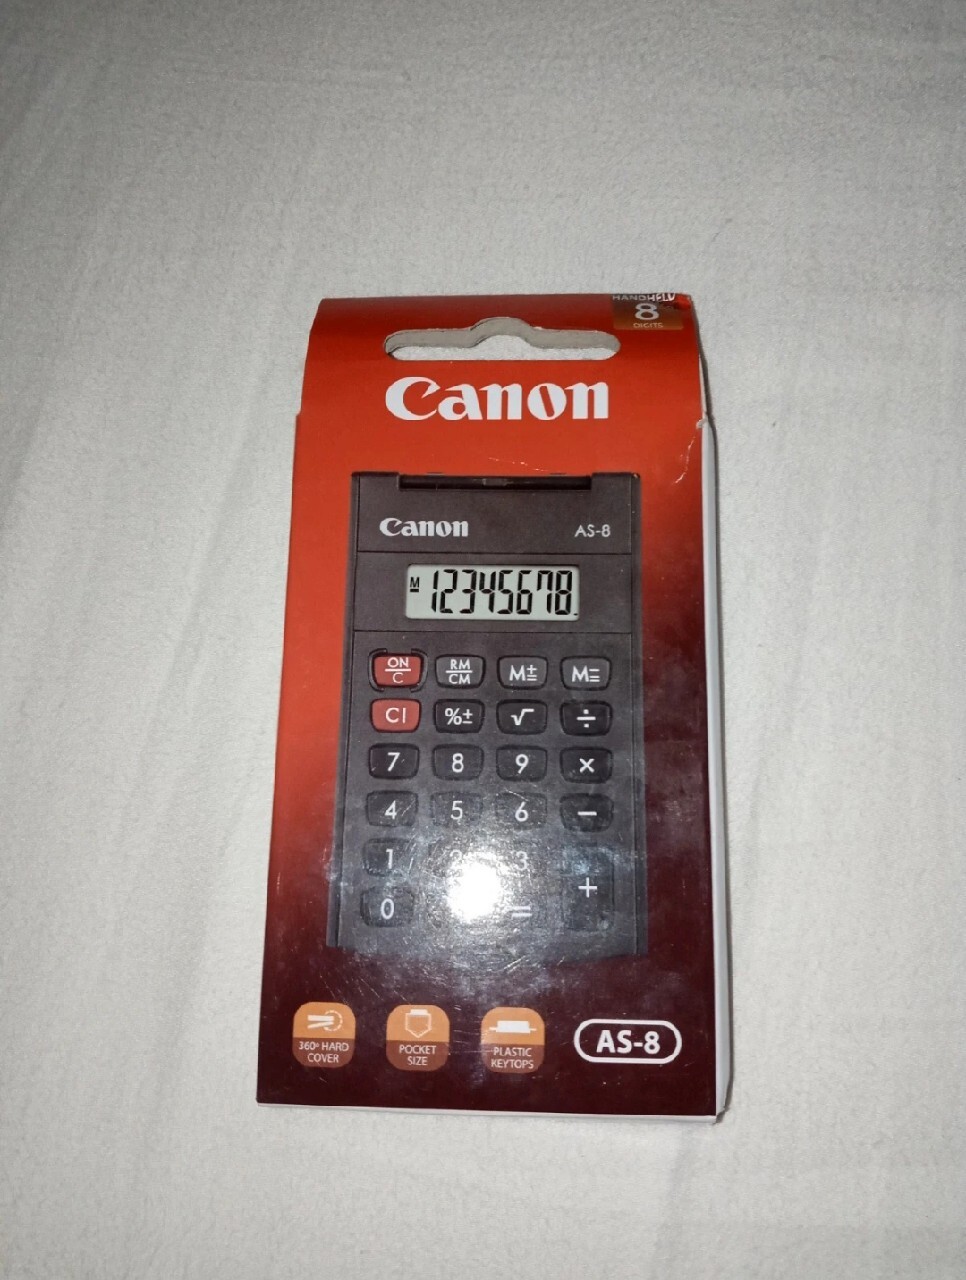 HANDHELD
8
DIGITS
Canon
Canon AS-8
M 12345678.
ON/C RM/CM M± M=
CI %± √ ÷
7 8 9 ×
4 5 6 −
1 2 3
+
0 =
360° HARD
COVER
POCKET
SIZE
PLASTIC
KEYTOPS
AS-8